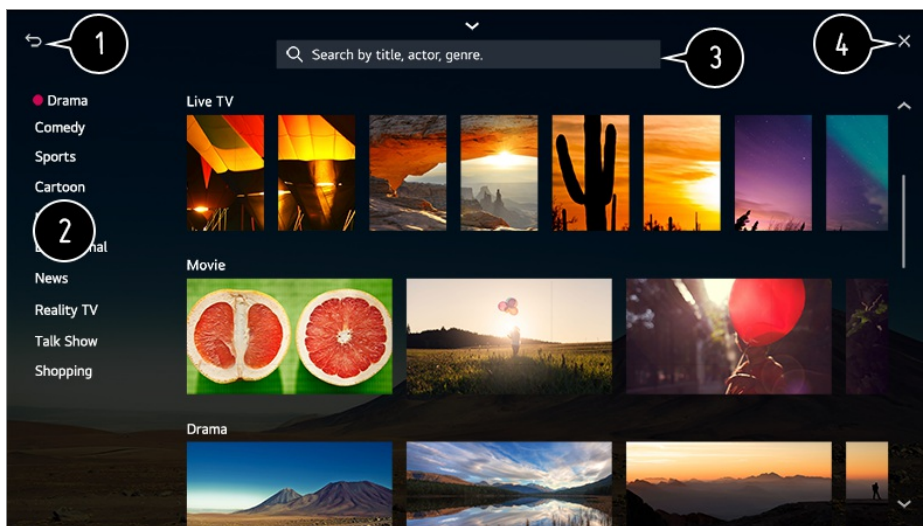 1
3
4
Search by title, actor, genre.
Drama
Comedy
Sports
Cartoon
2
News
Reality TV
Talk Show
Shopping
Live TV
Movie
Drama